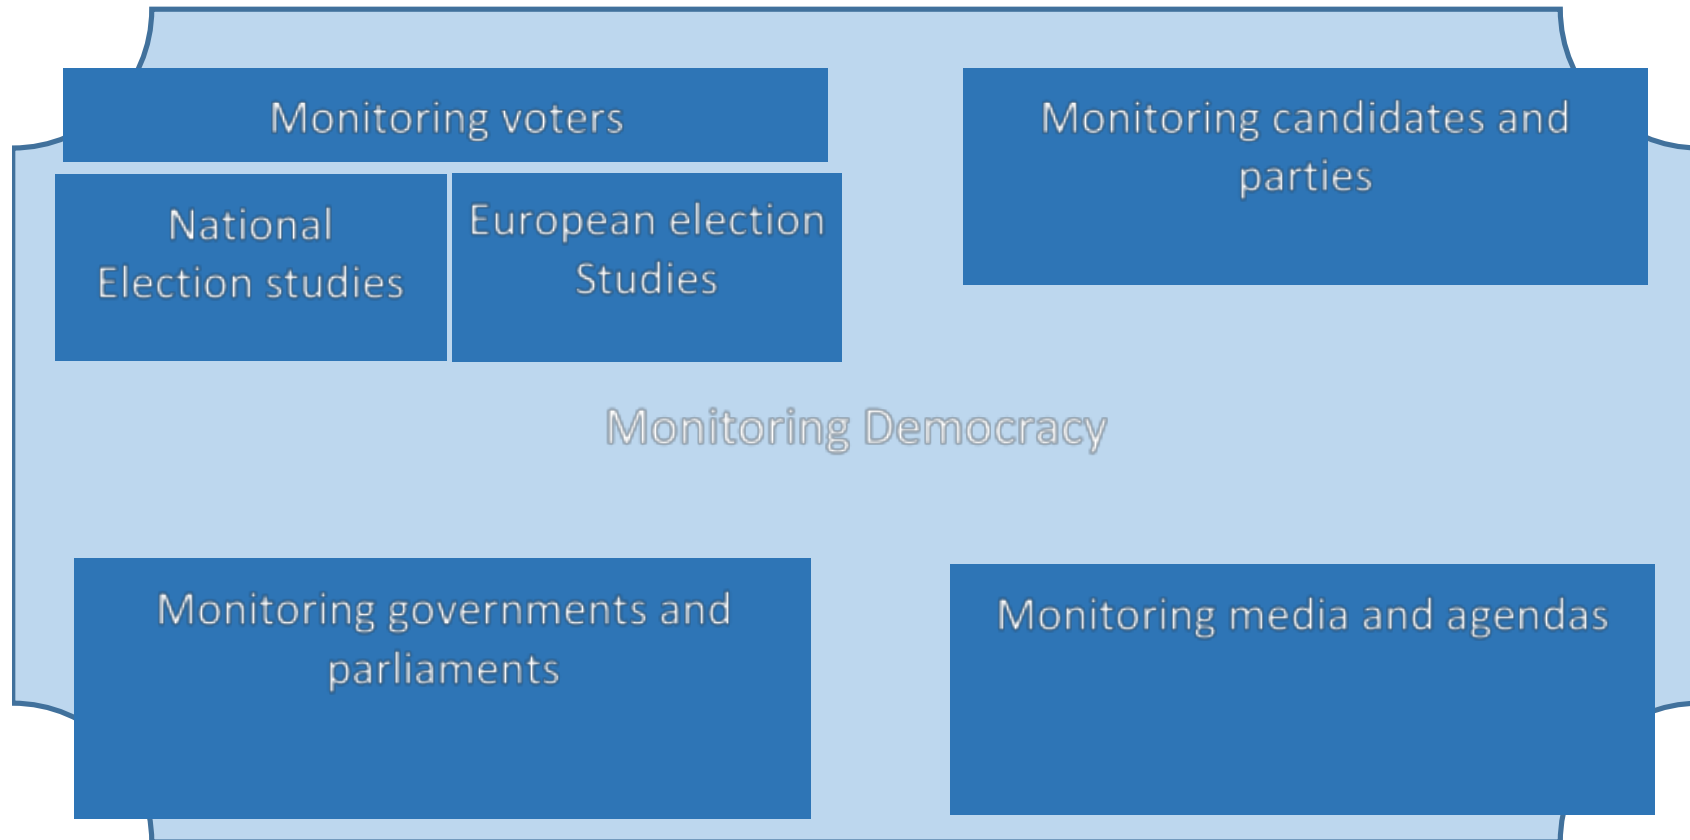 Monitoring voters
Monitoring candidates and
parties
National
Election studies
European election
Studies
Monitoring Democracy
Monitoring governments and
parliaments
Monitoring media and agendas